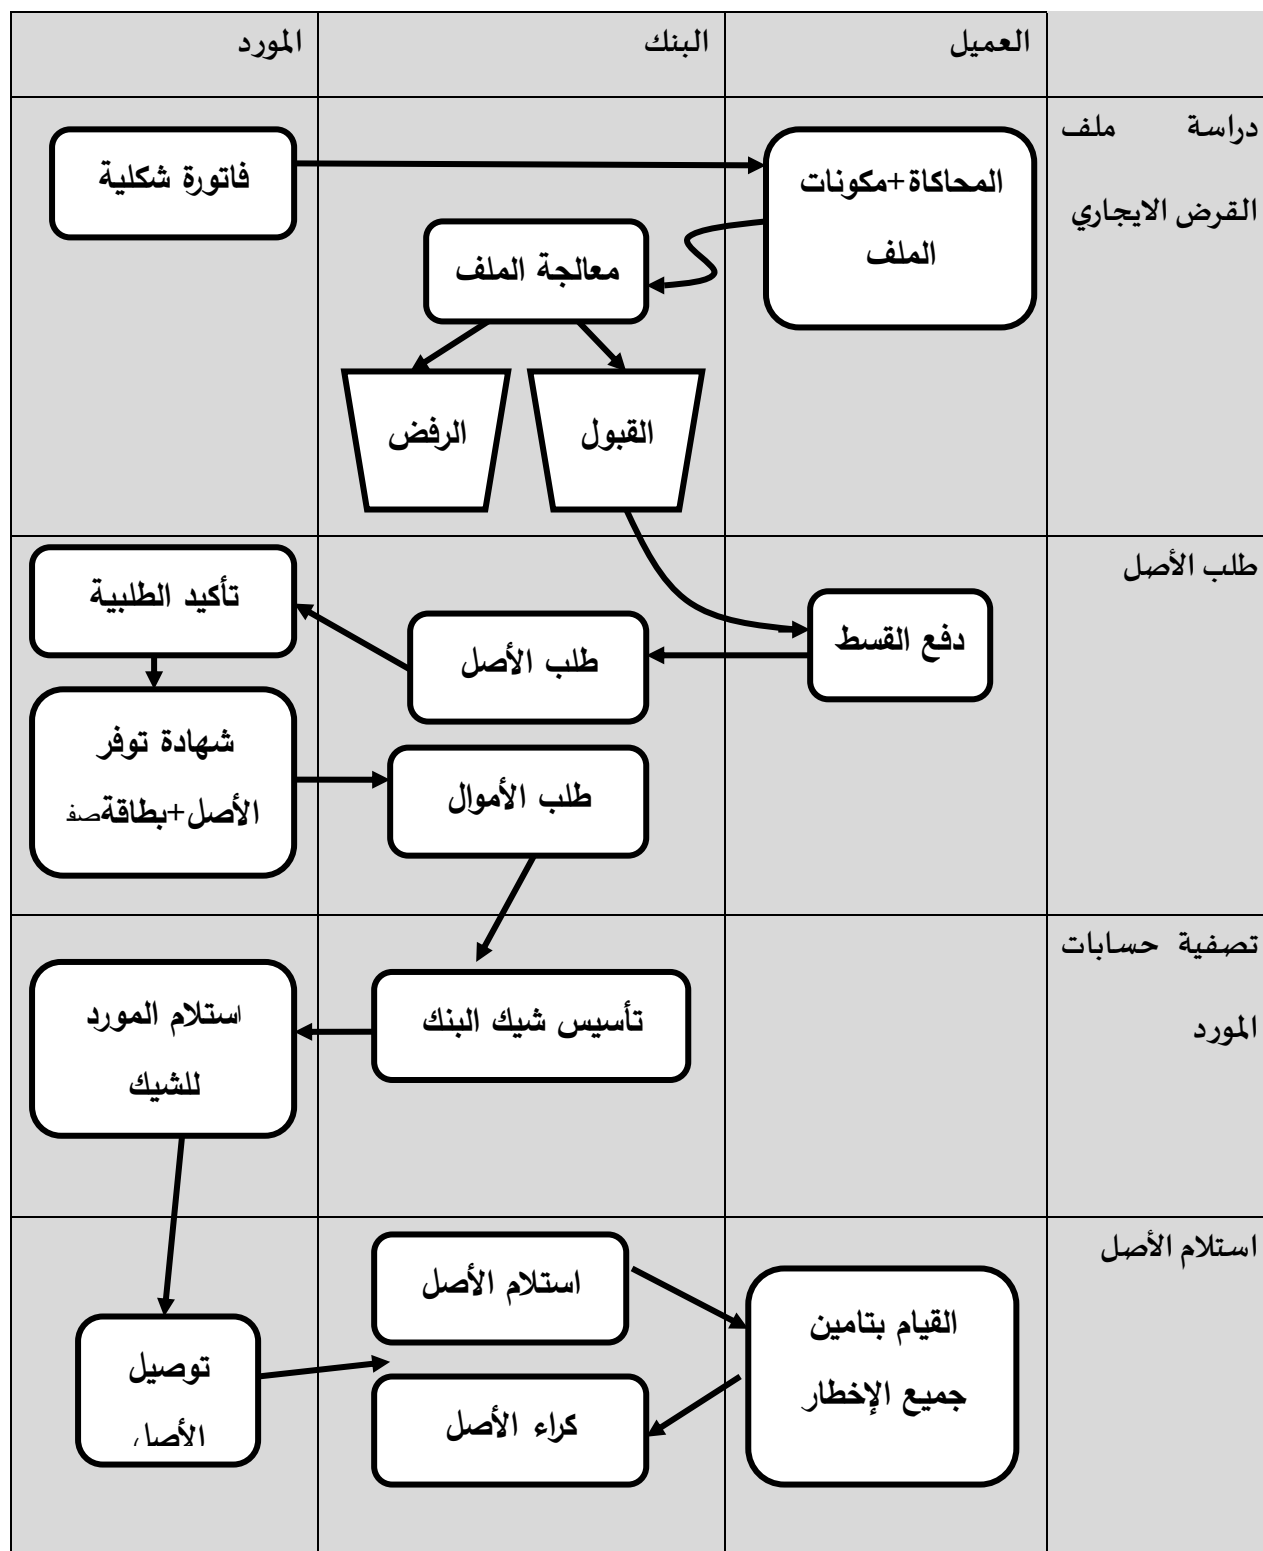 العميل
البنك
المورد
دراسة ملف
القرض الايجاري
المحاكاة+مكونات
الملف
فاتورة شكلية
معالجة الملف
القبول
الرفض
طلب الأصل
دفع القسط
طلب الأصل
تأكيد الطلبية
شهادة توفر
الأصل+بطاقةصف
طلب الأموال
تصفية حسابات
المورد
تأسيس شيك البنك
استلام المورد
للشيك
استلام الأصل
استلام الأصل
القيام بتامين
جميع الإخطار
توصيل
الأصل
كراء الأصل